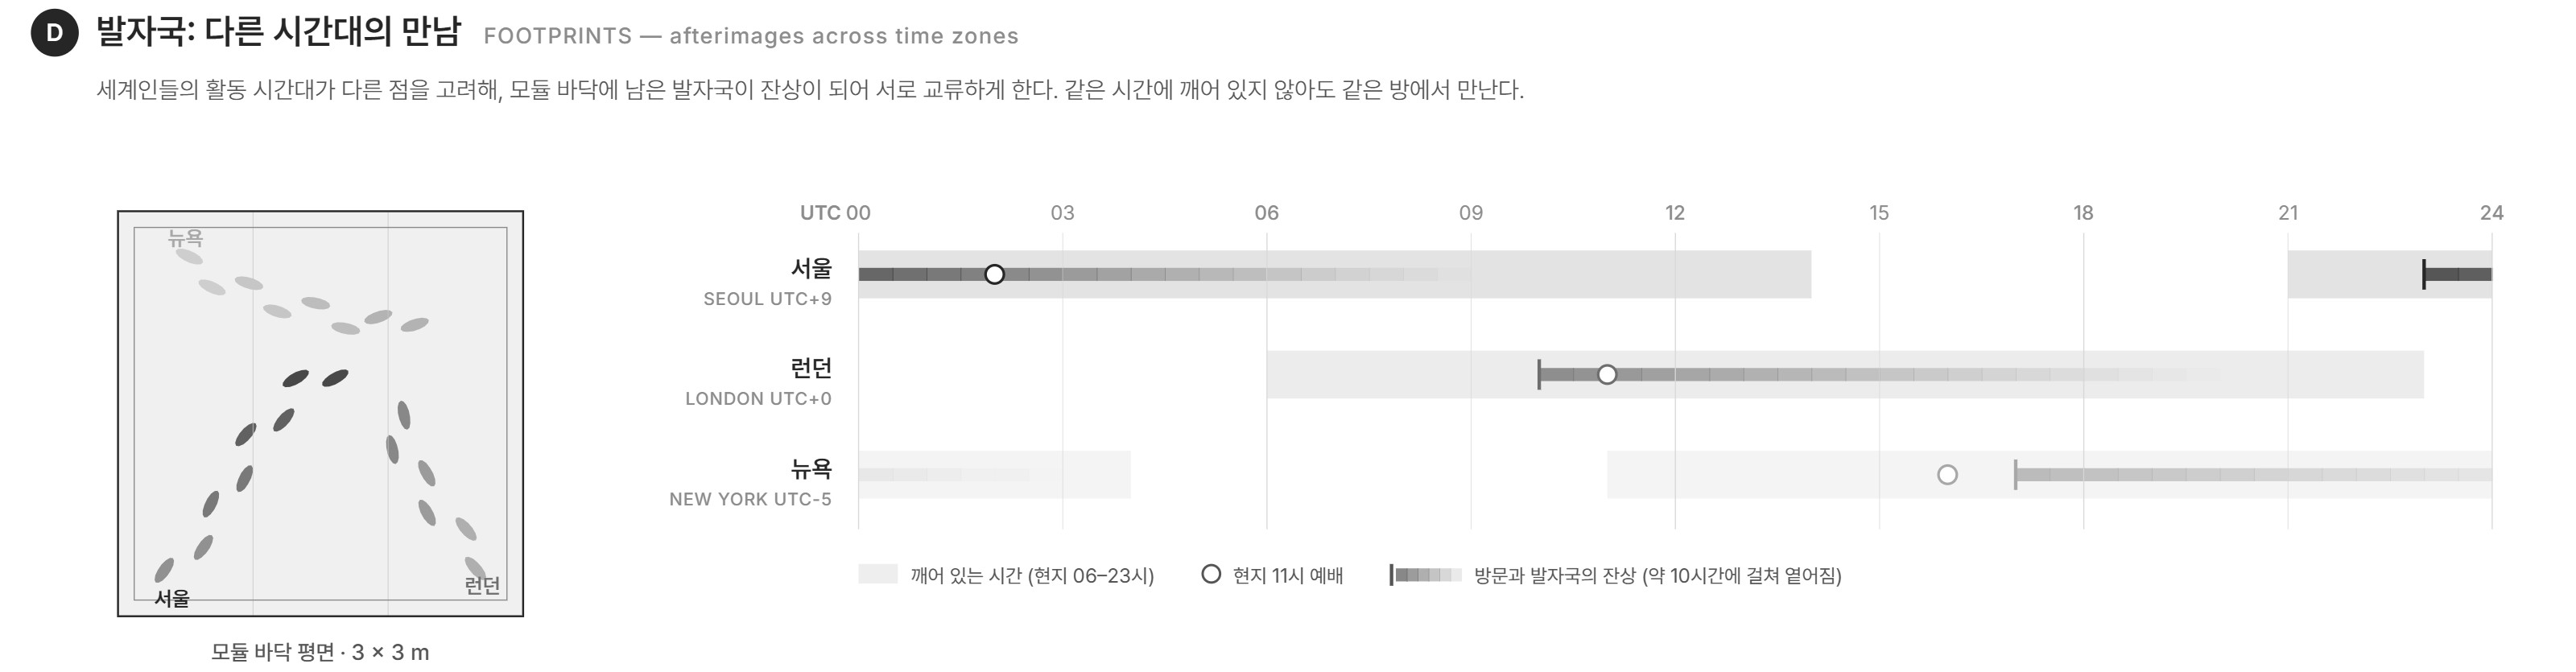 D 발자국: 다른 시간대의 만남 FOOTPRINTS — afterimages across time zones
세계인들의 활동 시간대가 다른 점을 고려해, 모듈 바닥에 남은 발자국이 잔상이 되어 서로 교류하게 한다. 같은 시간에 깨어 있지 않아도 같은 방에서 만난다.
뉴욕
런던
서울
모듈 바닥 평면 · 3 × 3 m
UTC 00 03 06 09 12 15 18 21 24
서울
SEOUL UTC+9
런던
LONDON UTC+0
뉴욕
NEW YORK UTC-5
깨어 있는 시간 (현지 06–23시) 현지 11시 예배 방문과 발자국의 잔상 (약 10시간에 걸쳐 옅어짐)